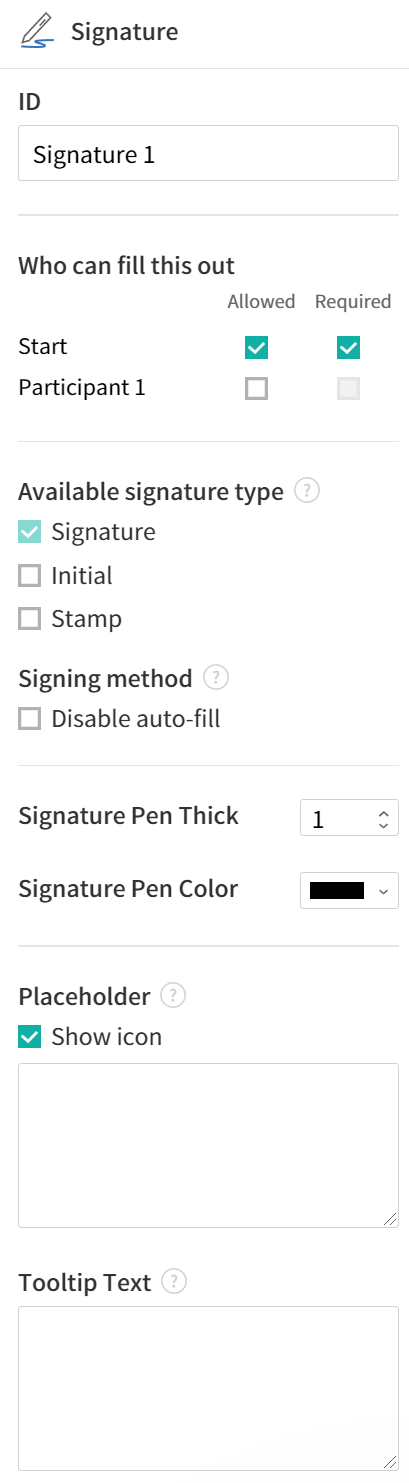 Signature
ID
Signature 1
Who can fill this out
Allowed Required
Start
Participant 1
Available signature type ?
Signature
Initial
Stamp
Signing method ?
Disable auto-fill
Signature Pen Thick 1
Signature Pen Color
Placeholder ?
Show icon
Tooltip Text ?